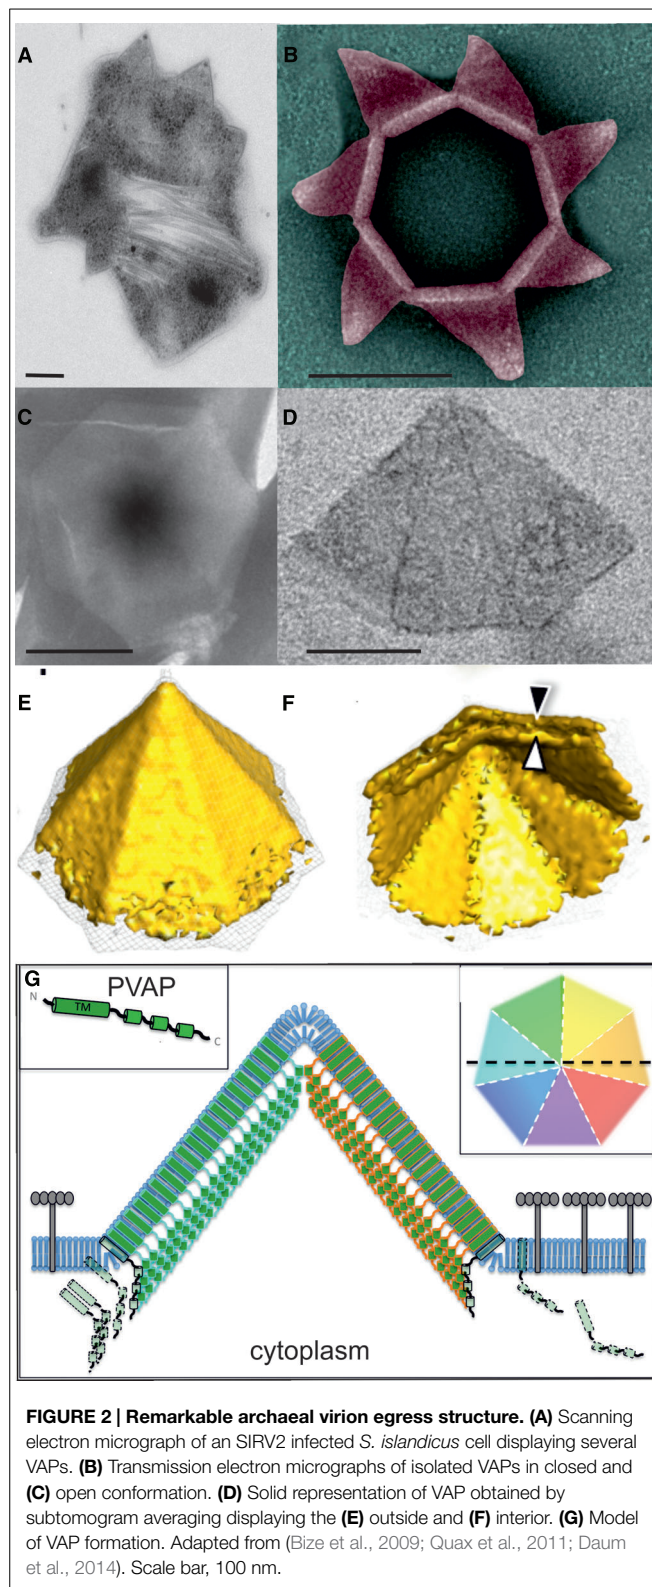 A
B
C
D
E
F
G
PVAP
N
TM
C
cytoplasm
FIGURE 2 | Remarkable archaeal virion egress structure. (A) Scanning
electron micrograph of an SIRV2 infected S. islandicus cell displaying several
VAPs. (B) Transmission electron micrographs of isolated VAPs in closed and
(C) open conformation. (D) Solid representation of VAP obtained by
subtomogram averaging displaying the (E) outside and (F) interior. (G) Model
of VAP formation. Adapted from (Bize et al., 2009; Quax et al., 2011; Daum
et al., 2014). Scale bar, 100 nm.